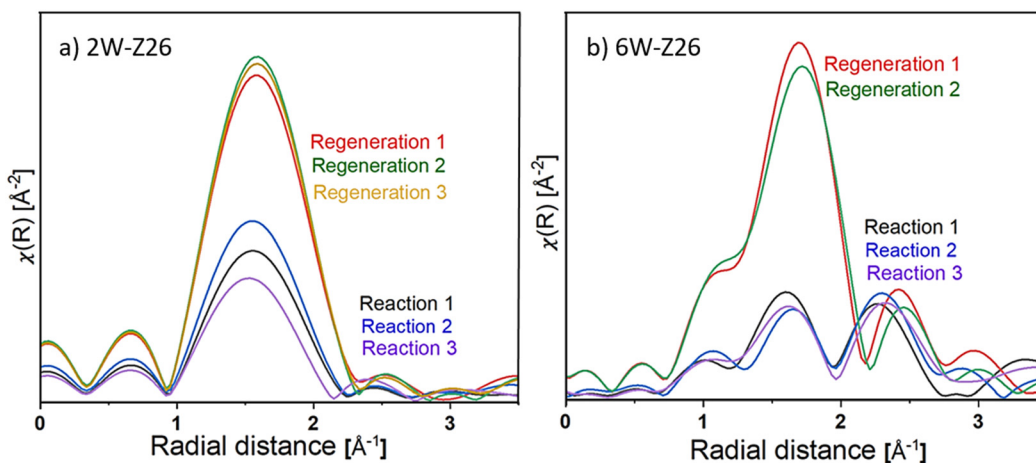 a) 2W-Z26
Regeneration 1
Regeneration 2
Regeneration 3
Reaction 1
Reaction 2
Reaction 3
χ(R) [Å⁻²]
0 1 2 3
Radial distance [Å⁻¹]
b) 6W-Z26
Regeneration 1
Regeneration 2
Reaction 1
Reaction 2
Reaction 3
χ(R) [Å⁻²]
0 1 2 3
Radial distance [Å⁻¹]